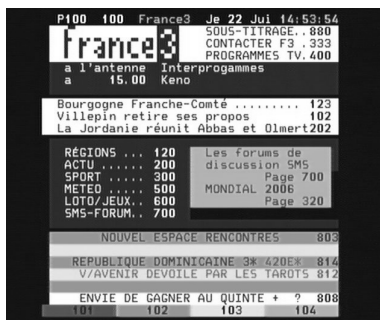 P100 100 France3 Je 22 Jui 14:53:54
france 3
SOUS-TITRAGE..880
CONTACTER F3 .333
PROGRAMMES TV.400
a l'antenne Interprogammes
a 15.00 Keno
Bourgogne Franche-Comté ......... 123
Villepin retire ses propos 102
La Jordanie réunit Abbas et Olmert202
RÉGIONS ... 120
ACTU ...... 200
SPORT ..... 300
METEO ..... 500
LOTO/JEUX.. 600
SMS-FORUM.. 700
Les forums de
discussion SMS
Page 700
MONDIAL 2006
Page 320
NOUVEL ESPACE RENCONTRES 803
REPUBLIQUE DOMINICAINE 3* 420E* 814
V/AVENIR DEVOILE PAR LES TAROTS 812
ENVIE DE GAGNER AU QUINTE + ? 808
101 102 103 104